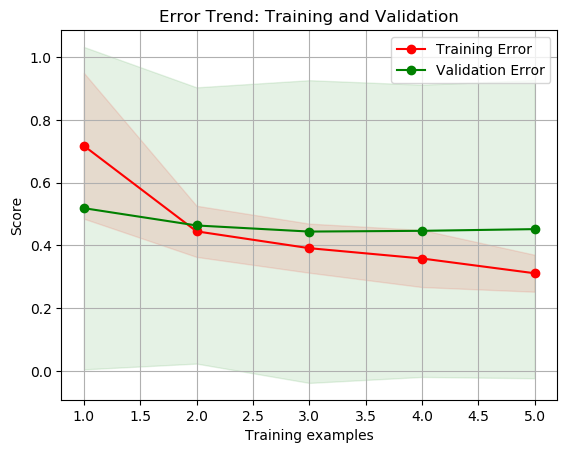 Error Trend: Training and Validation
Training Error
Validation Error
Score
1.0
0.8
0.6
0.4
0.2
0.0
1.0 1.5 2.0 2.5 3.0 3.5 4.0 4.5 5.0
Training examples